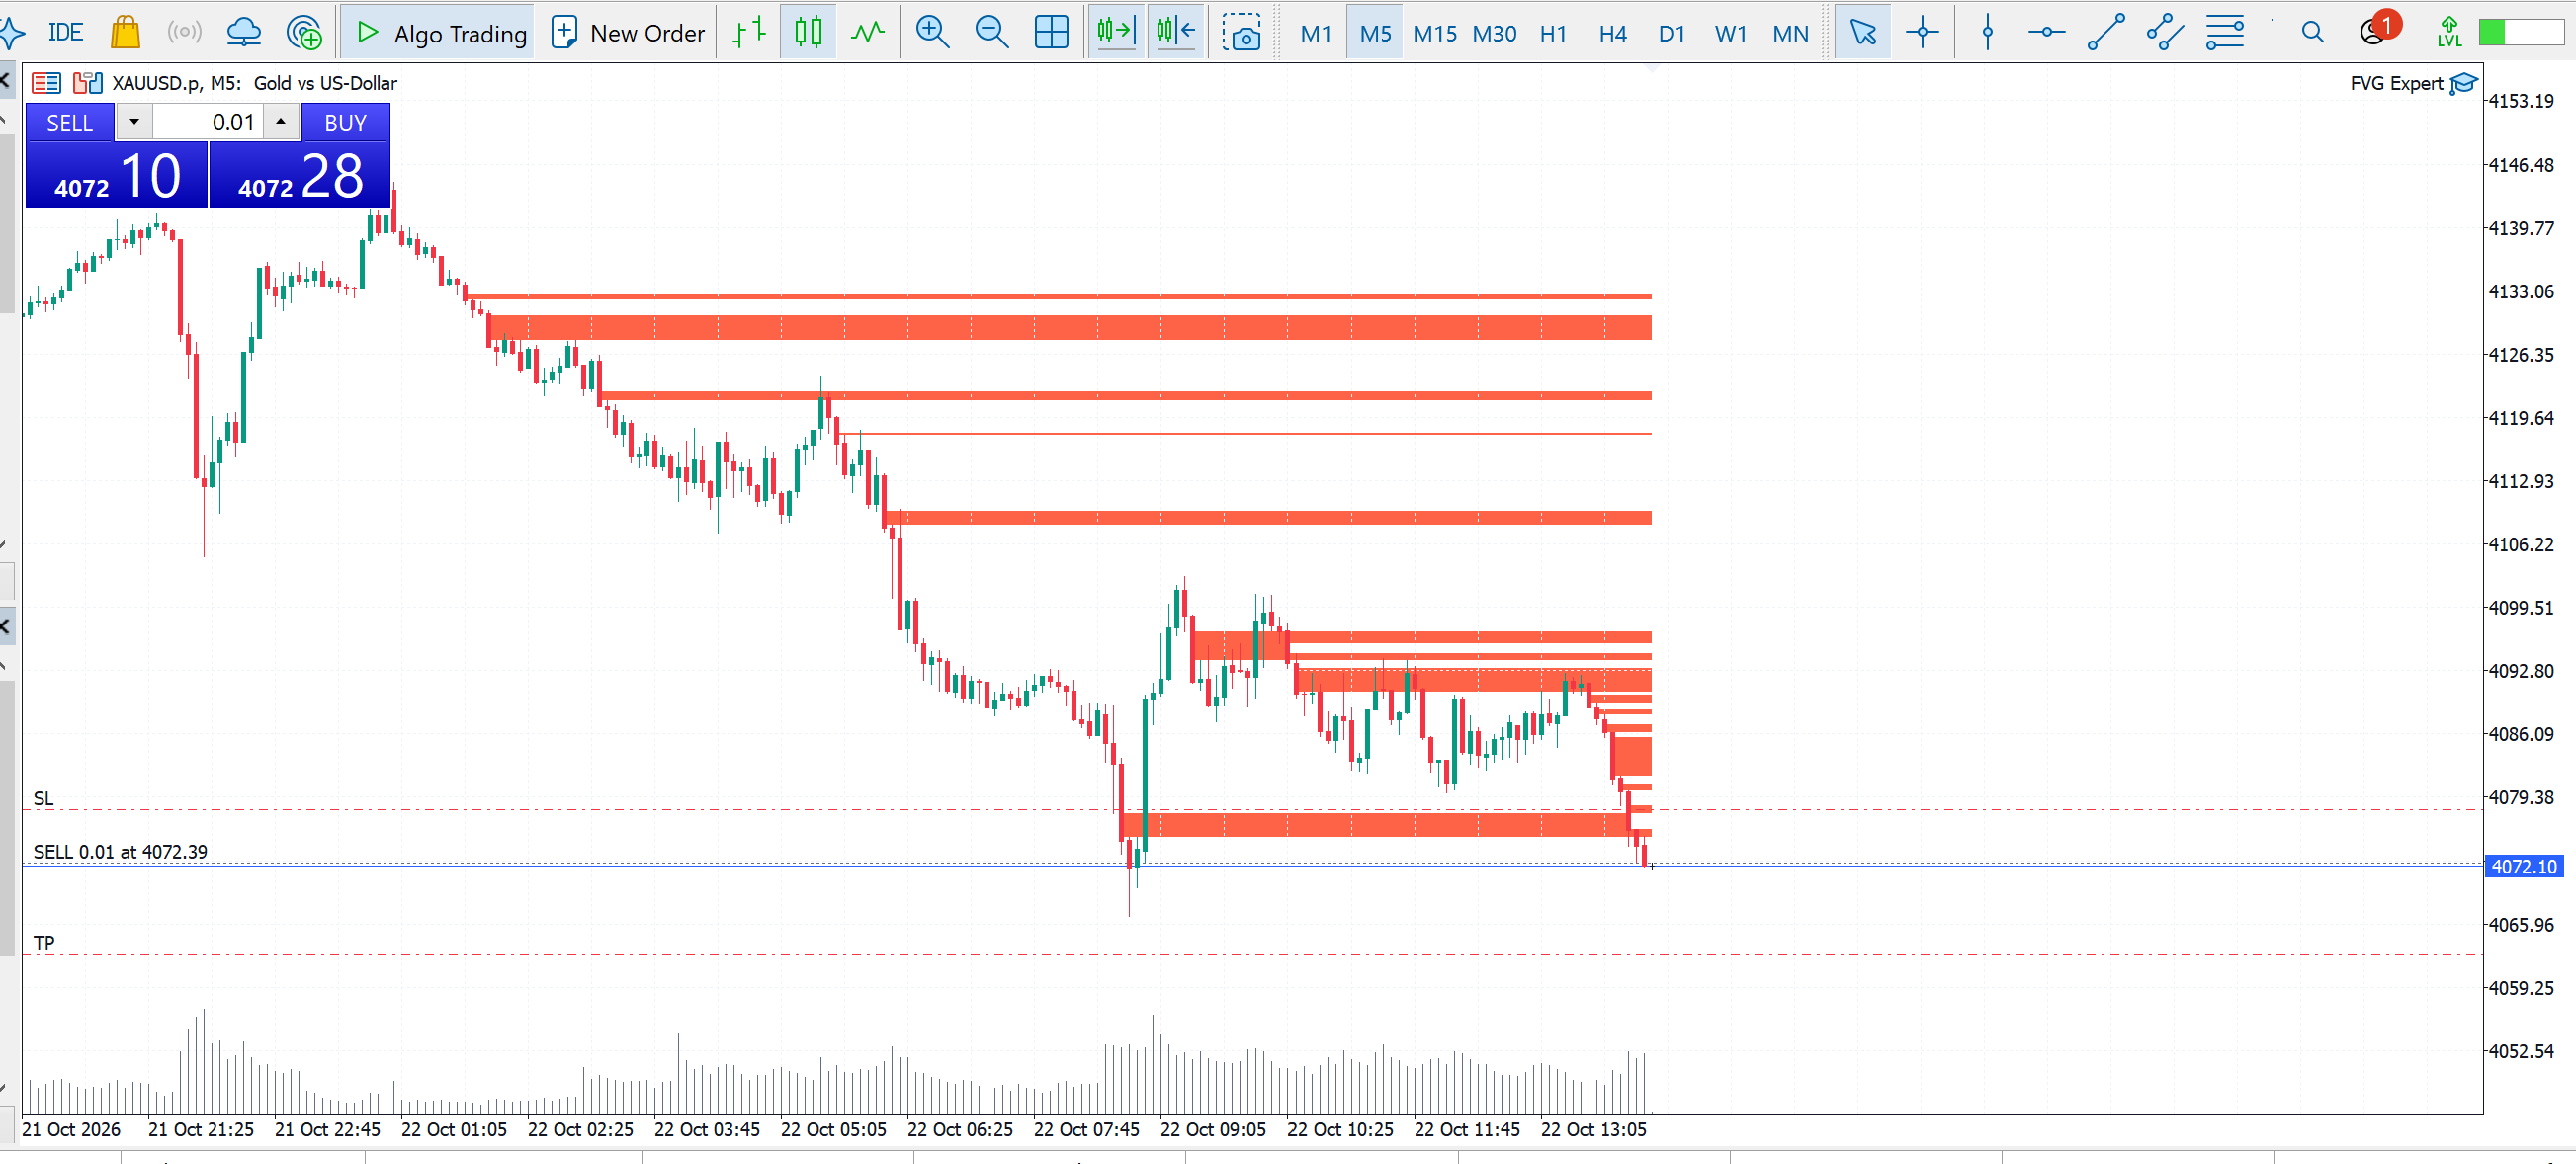 IDE Algo Trading New Order M1 M5 M15 M30 H1 H4 D1 W1 MN 1 LVL
XAUUSD.p, M5: Gold vs US-Dollar
FVG Expert
SELL 0.01 BUY
4072 10 4072 28
4153.19
4146.48
4139.77
4133.06
4126.35
4119.64
4112.93
4106.22
4099.51
4092.80
4086.09
4079.38
SL
SELL 0.01 at 4072.39
4072.10
4065.96
TP
4059.25
4052.54
21 Oct 2026 21 Oct 21:25 21 Oct 22:45 22 Oct 01:05 22 Oct 02:25 22 Oct 03:45 22 Oct 05:05 22 Oct 06:25 22 Oct 07:45 22 Oct 09:05 22 Oct 10:25 22 Oct 11:45 22 Oct 13:05